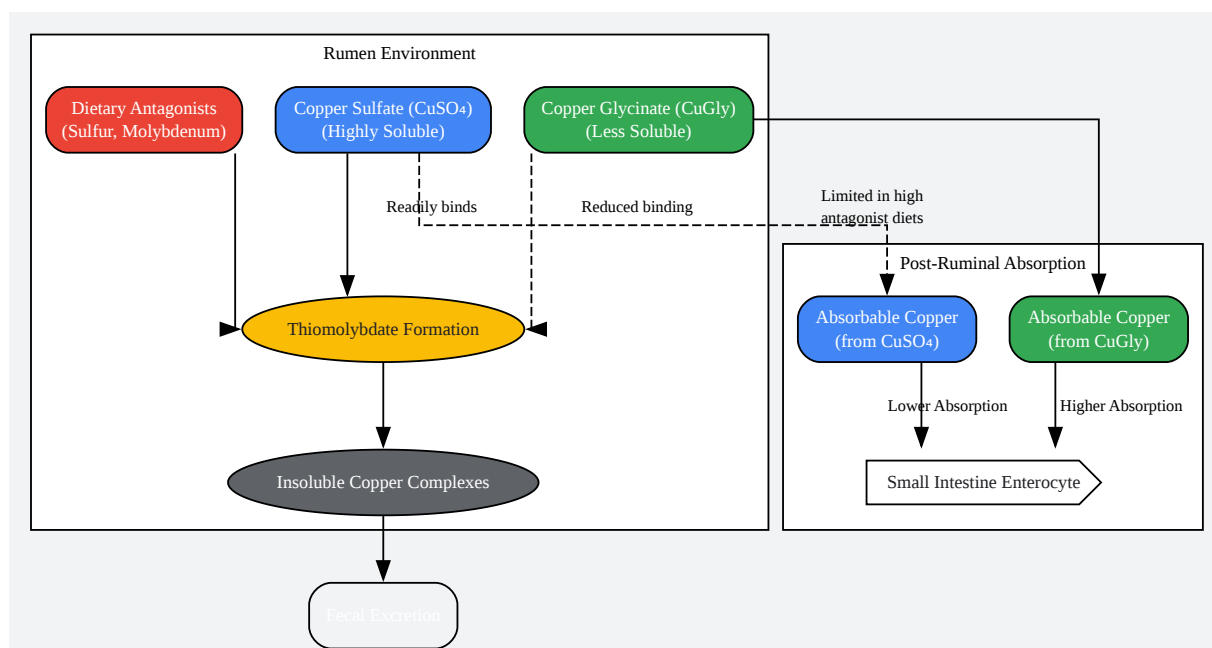 Rumen Environment
Dietary Antagonists
(Sulfur, Molybdenum)
Copper Sulfate (CuSO₄)
(Highly Soluble)
Copper Glycinate (CuGly)
(Less Soluble)
Readily binds
Reduced binding
Limited in high
antagonist diets
Post-Ruminal Absorption
Thiomolybdate Formation
Absorbable Copper
(from CuSO₄)
Absorbable Copper
(from CuGly)
Lower Absorption
Higher Absorption
Insoluble Copper Complexes
Small Intestine Enterocyte
Fecal Excretion